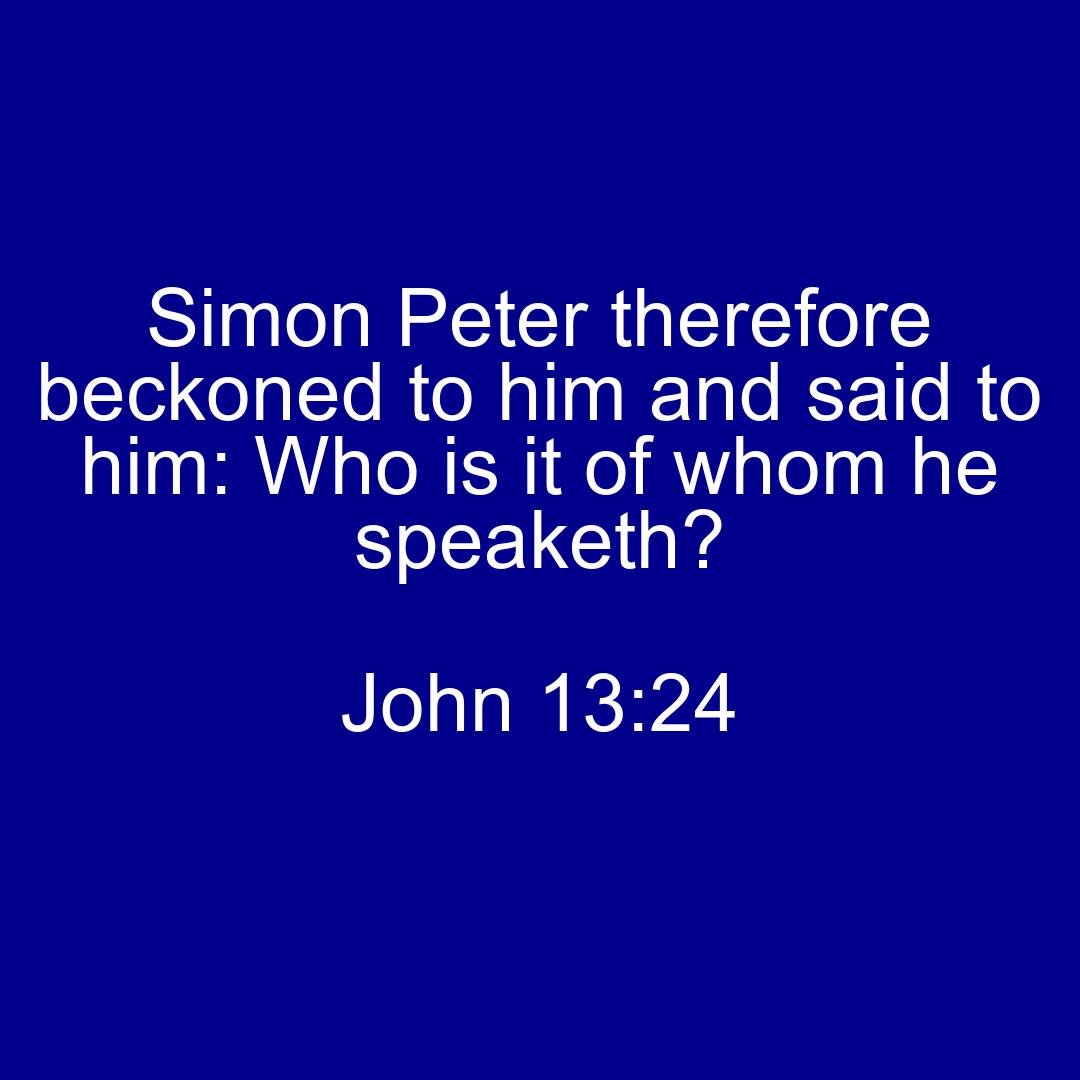 Simon Peter therefore
beckoned to him and said to
him: Who is it of whom he
speaketh?
John 13:24